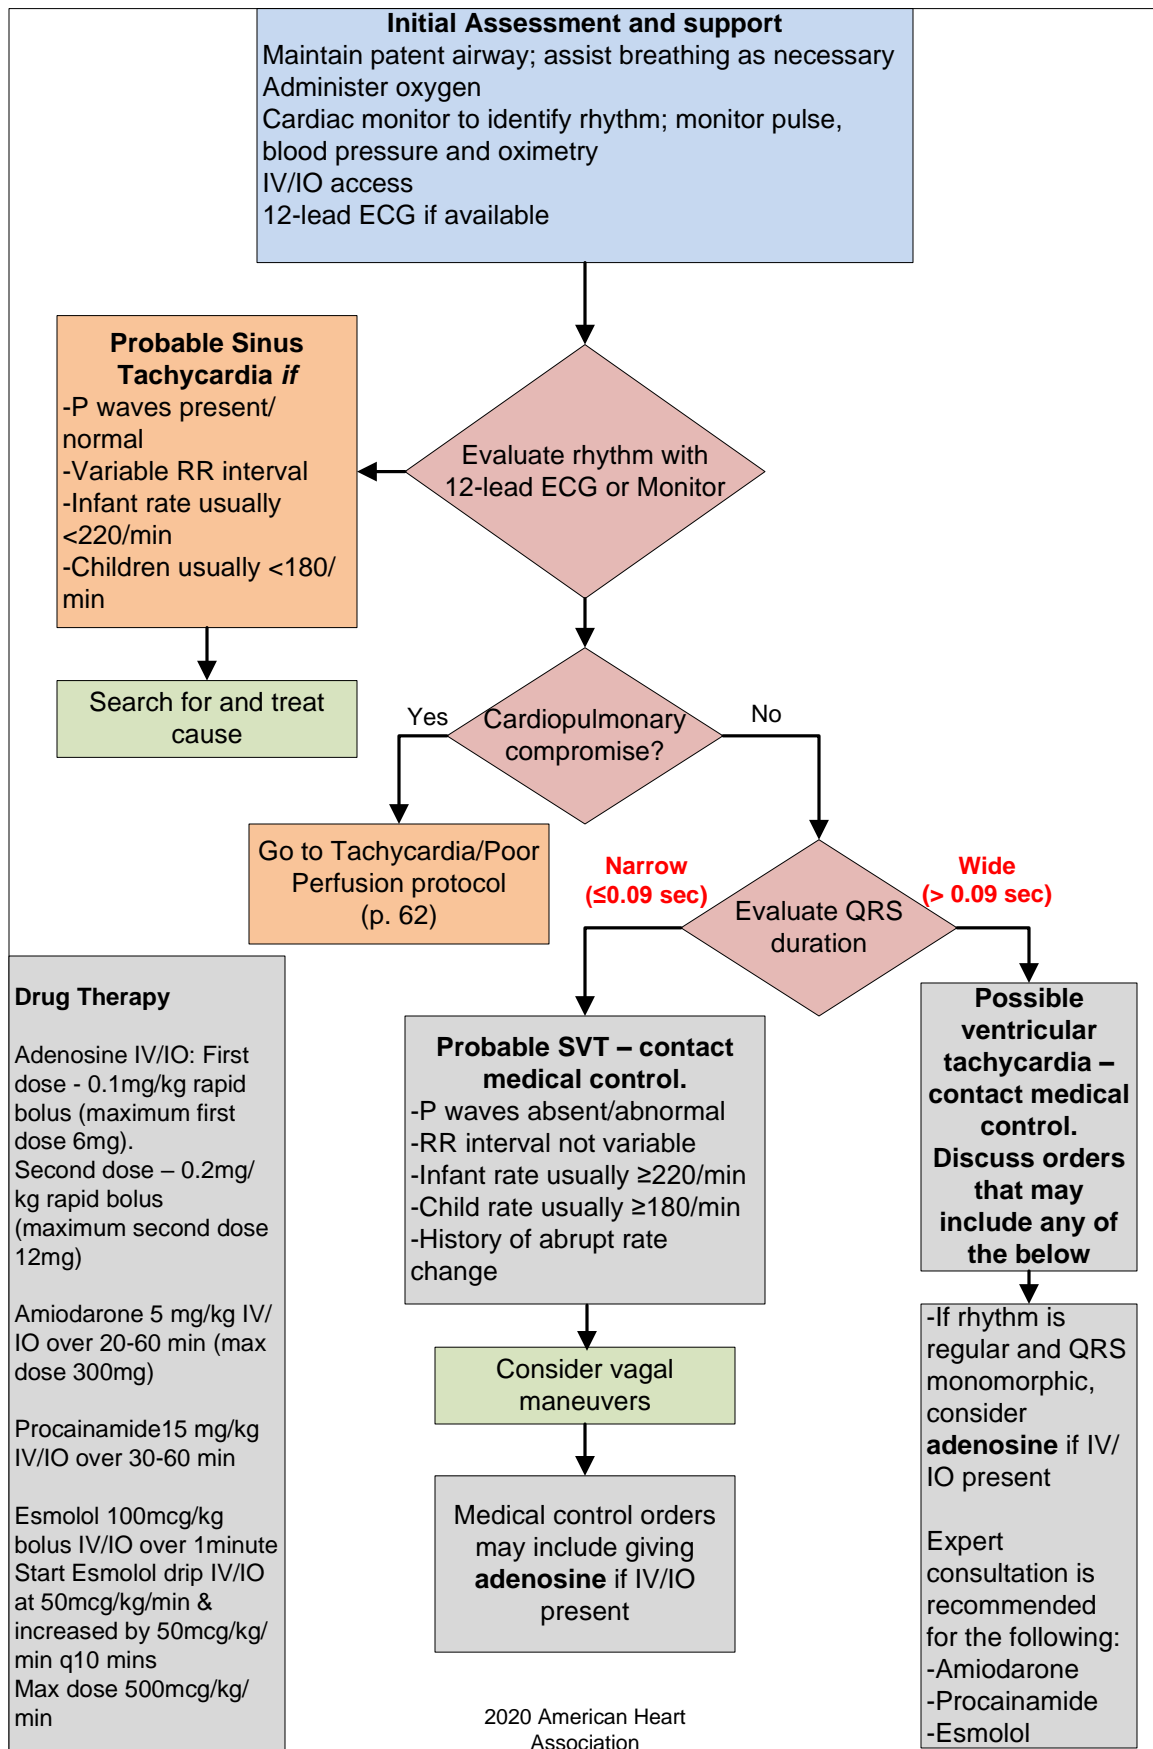 Initial Assessment and support
Maintain patent airway; assist breathing as necessary
Administer oxygen
Cardiac monitor to identify rhythm; monitor pulse,
blood pressure and oximetry
IV/IO access
12-lead ECG if available
Evaluate rhythm with
12-lead ECG or Monitor
Probable Sinus
Tachycardia if
-P waves present/
normal
-Variable RR interval
-Infant rate usually
<220/min
-Children usually <180/
min
Search for and treat
cause
Cardiopulmonary
compromise?
Yes
No
Go to Tachycardia/Poor
Perfusion protocol
(p. 62)
Evaluate QRS
duration
Narrow
(≤0.09 sec)
Wide
(> 0.09 sec)
Probable SVT – contact
medical control.
-P waves absent/abnormal
-RR interval not variable
-Infant rate usually ≥220/min
-Child rate usually ≥180/min
-History of abrupt rate
change
Consider vagal
maneuvers
Medical control orders
may include giving
adenosine if IV/IO
present
Possible
ventricular
tachycardia –
contact medical
control.
Discuss orders
that may
include any of
the below
-If rhythm is
regular and QRS
monomorphic,
consider
adenosine if IV/
IO present
Expert
consultation is
recommended
for the following:
-Amiodarone
-Procainamide
-Esmolol
Drug Therapy
Adenosine IV/IO: First
dose - 0.1mg/kg rapid
bolus (maximum first
dose 6mg).
Second dose – 0.2mg/
kg rapid bolus
(maximum second dose
12mg)
Amiodarone 5 mg/kg IV/
IO over 20-60 min (max
dose 300mg)
Procainamide15 mg/kg
IV/IO over 30-60 min
Esmolol 100mcg/kg
bolus IV/IO over 1minute
Start Esmolol drip IV/IO
at 50mcg/kg/min &
increased by 50mcg/kg/
min q10 mins
Max dose 500mcg/kg/
min
2020 American Heart
Association